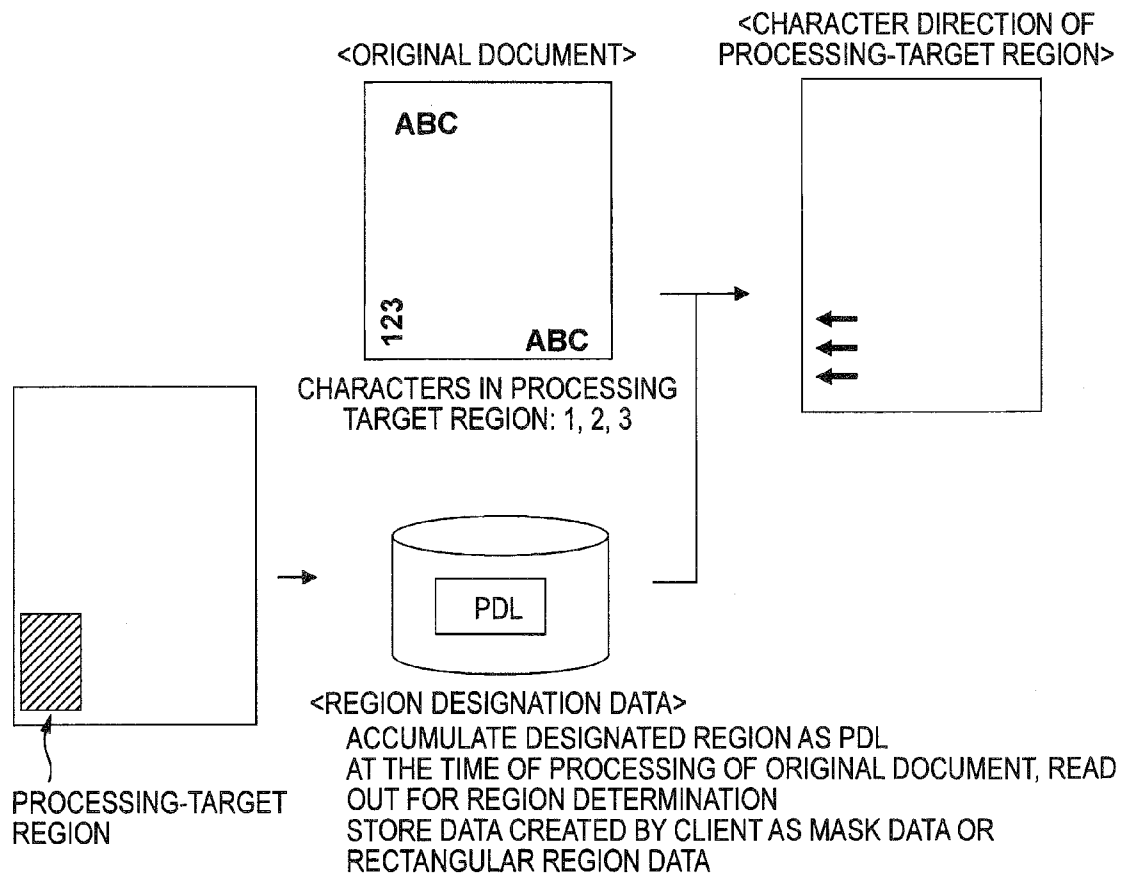 <ORIGINAL DOCUMENT>
ABC
123
ABC
CHARACTERS IN PROCESSING
TARGET REGION: 1, 2, 3
<CHARACTER DIRECTION OF
PROCESSING-TARGET REGION>
PROCESSING-TARGET
REGION
PDL
<REGION DESIGNATION DATA>
ACCUMULATE DESIGNATED REGION AS PDL
AT THE TIME OF PROCESSING OF ORIGINAL DOCUMENT, READ
OUT FOR REGION DETERMINATION
STORE DATA CREATED BY CLIENT AS MASK DATA OR
RECTANGULAR REGION DATA